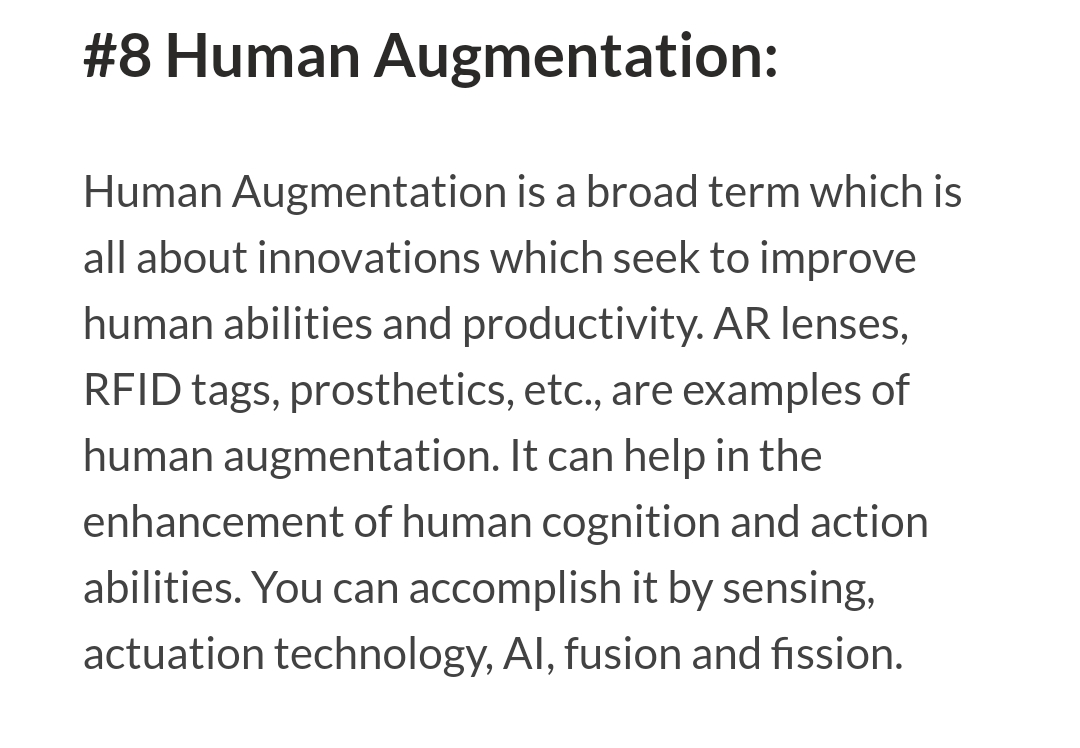 #8 Human Augmentation:
Human Augmentation is a broad term which is
all about innovations which seek to improve
human abilities and productivity. AR lenses,
RFID tags, prosthetics, etc., are examples of
human augmentation. It can help in the
enhancement of human cognition and action
abilities. You can accomplish it by sensing,
actuation technology, AI, fusion and fission.